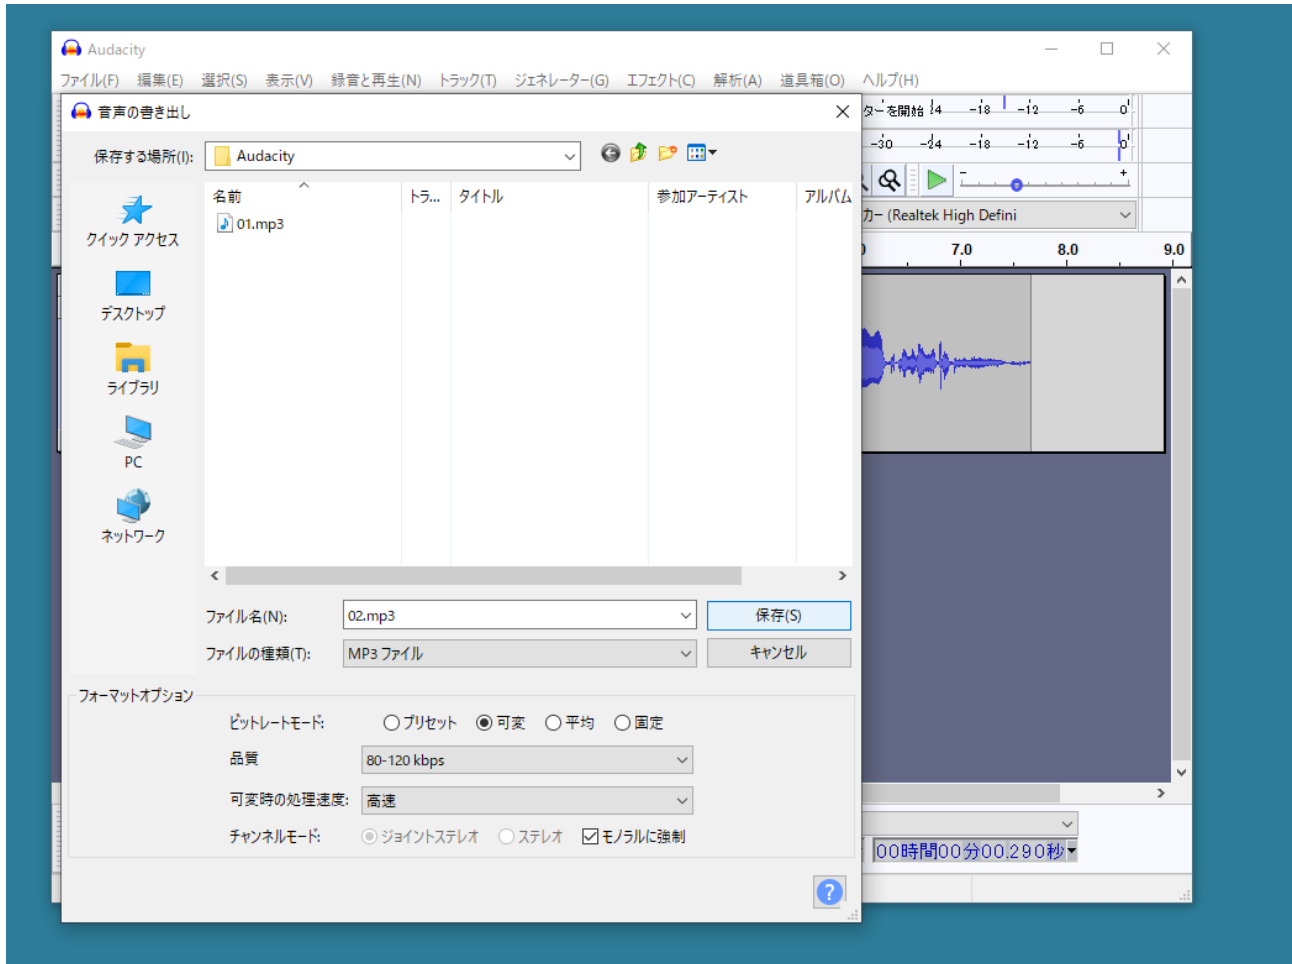 Audacity
ファイル(F) 編集(E) 選択(S) 表示(V) 録音と再生(N) トラック(T) ジェネレーター(G) エフェクト(C) 解析(A) 道具箱(O) ヘルプ(H)
音声の書き出し
ターを開始 -18 -12 -6 0
保存する場所(I): Audacity
-30 -24 -18 -12 -6 0
名前 トラ... タイトル 参加アーティスト アルバム
01.mp3
カー (Realtek High Defini
7.0 8.0 9.0
クイック アクセス
デスクトップ
ライブラリ
PC
ネットワーク
ファイル名(N): 02.mp3 保存(S)
ファイルの種類(T): MP3 ファイル キャンセル
フォーマットオプション
ビットレートモード: プリセット 可変 平均 固定
品質 80-120 kbps
可変時の処理速度: 高速
チャンネルモード: ジョイントステレオ ステレオ モノラルに強制
00時間00分00.290秒
?